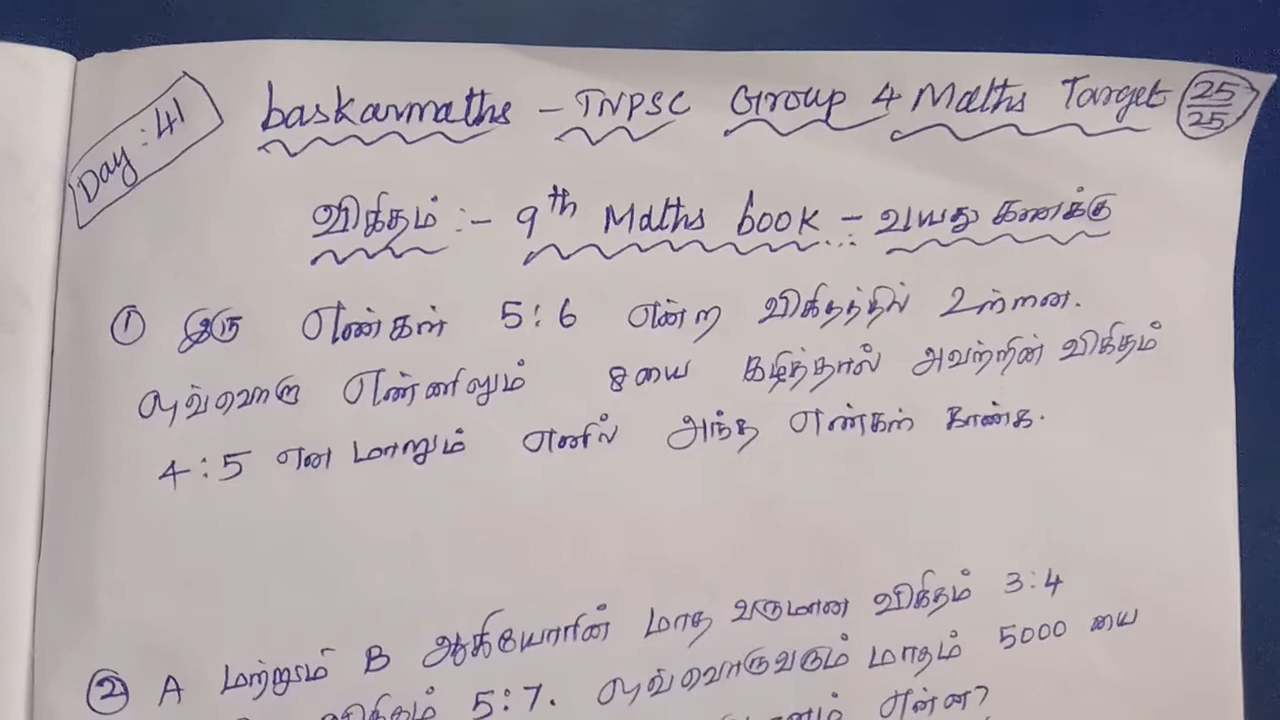 Day : 41
baskarmaths – TNPSC Group 4 Maths Target 25/25
விகிதம் :– 9th Maths book – வயது கணக்கு
① இரு எண்கள் 5:6 என்ற விகிதத்தில் உள்ளன.
ஒவ்வொரு எண்ணிலும் 8யை கழித்தால் அவற்றின் விகிதம்
4:5 என மாறும் எனில் அந்த எண்கள் காண்க.
② A மற்றும் B ஆகியோரின் மாத வருமான விகிதம் 3:4
விகிதம் 5:7. ஒவ்வொருவரும் மாதம் 5000 யை
என்ன?